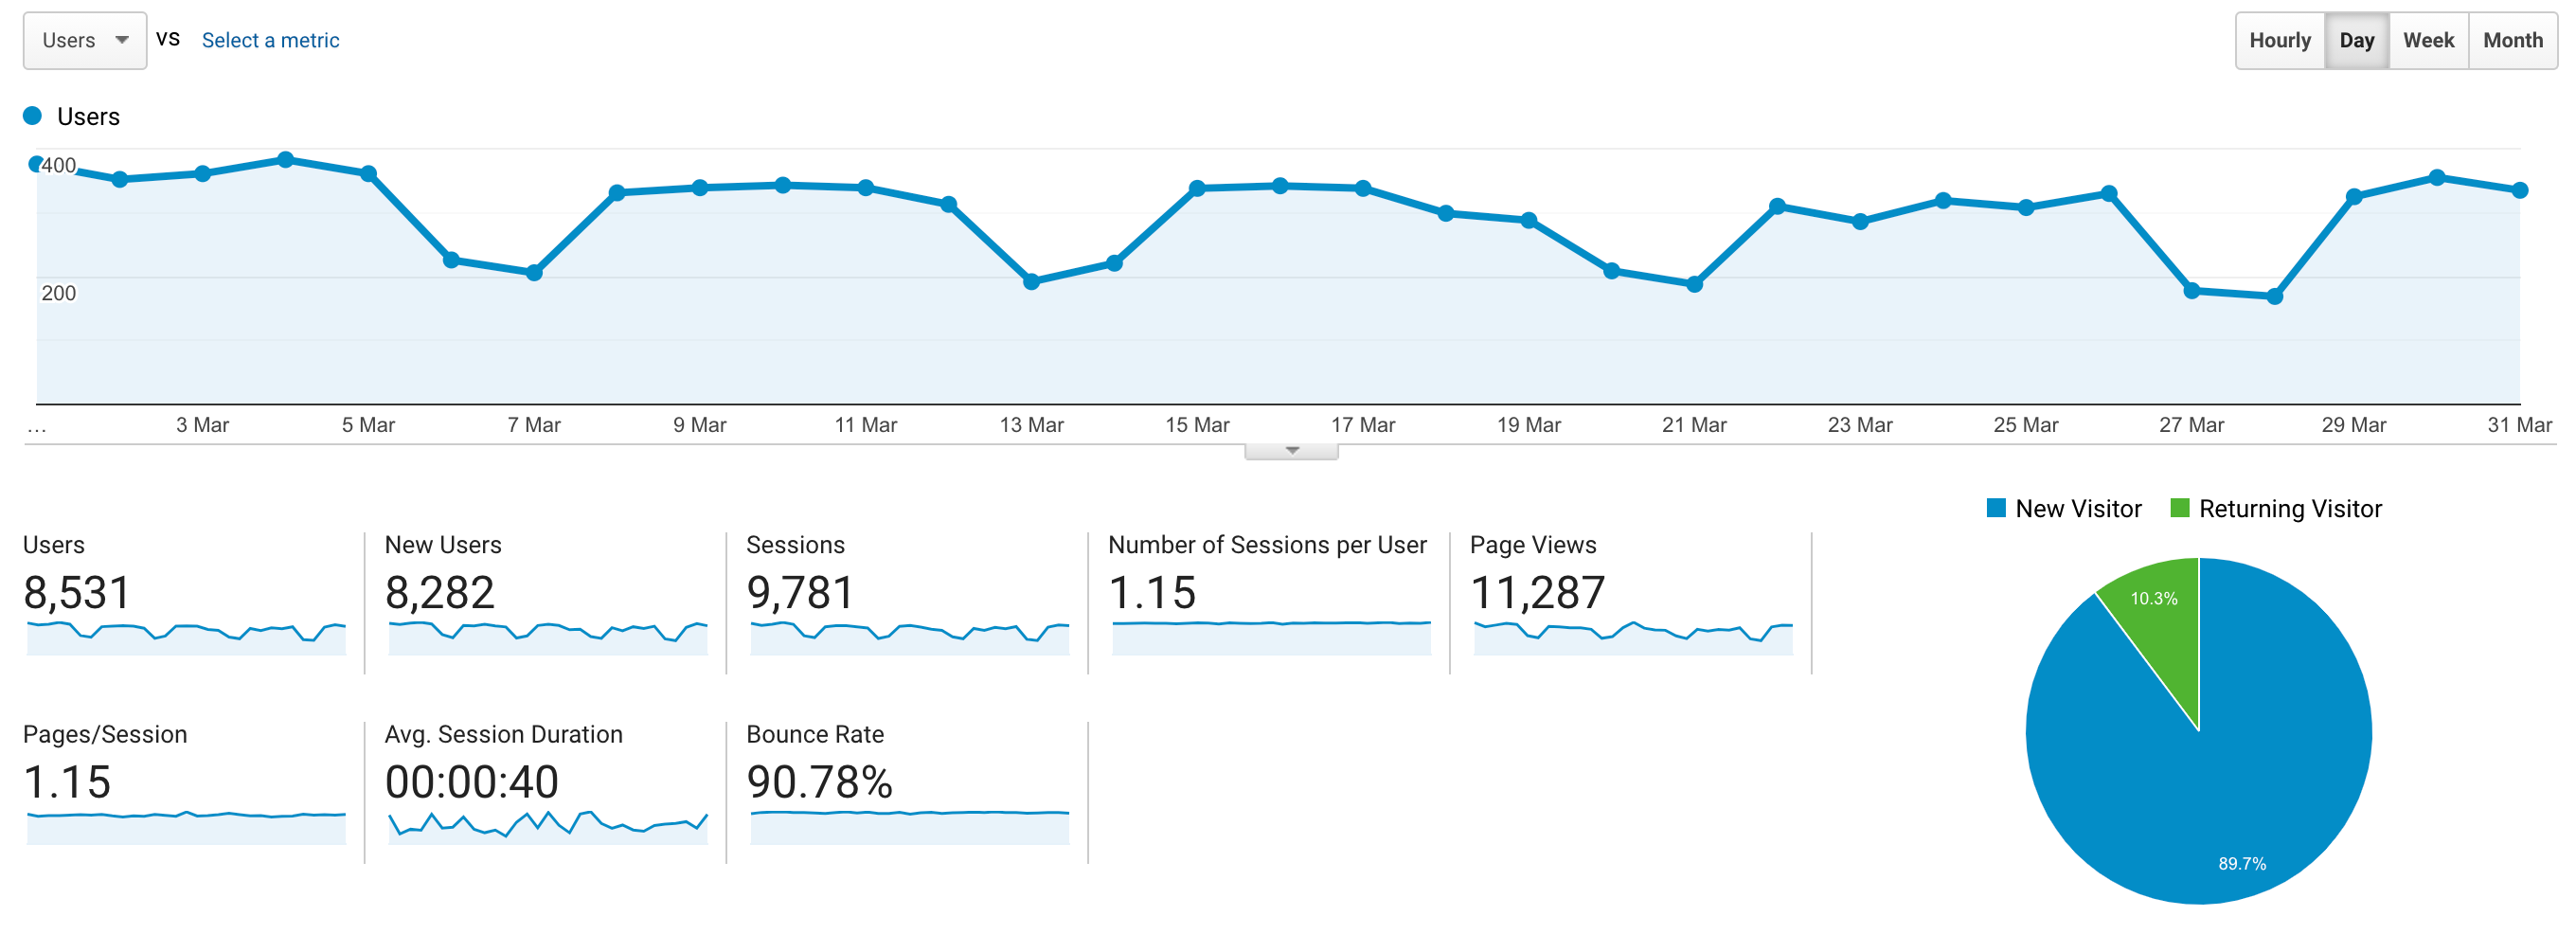 Users vs Select a metric
Hourly Day Week Month
Users
400
200
... 3 Mar 5 Mar 7 Mar 9 Mar 11 Mar 13 Mar 15 Mar 17 Mar 19 Mar 21 Mar 23 Mar 25 Mar 27 Mar 29 Mar 31 Mar
New Visitor Returning Visitor
Users
8,531
New Users
8,282
Sessions
9,781
Number of Sessions per User
1.15
Page Views
11,287
Pages/Session
1.15
Avg. Session Duration
00:00:40
Bounce Rate
90.78%
10.3%
89.7%